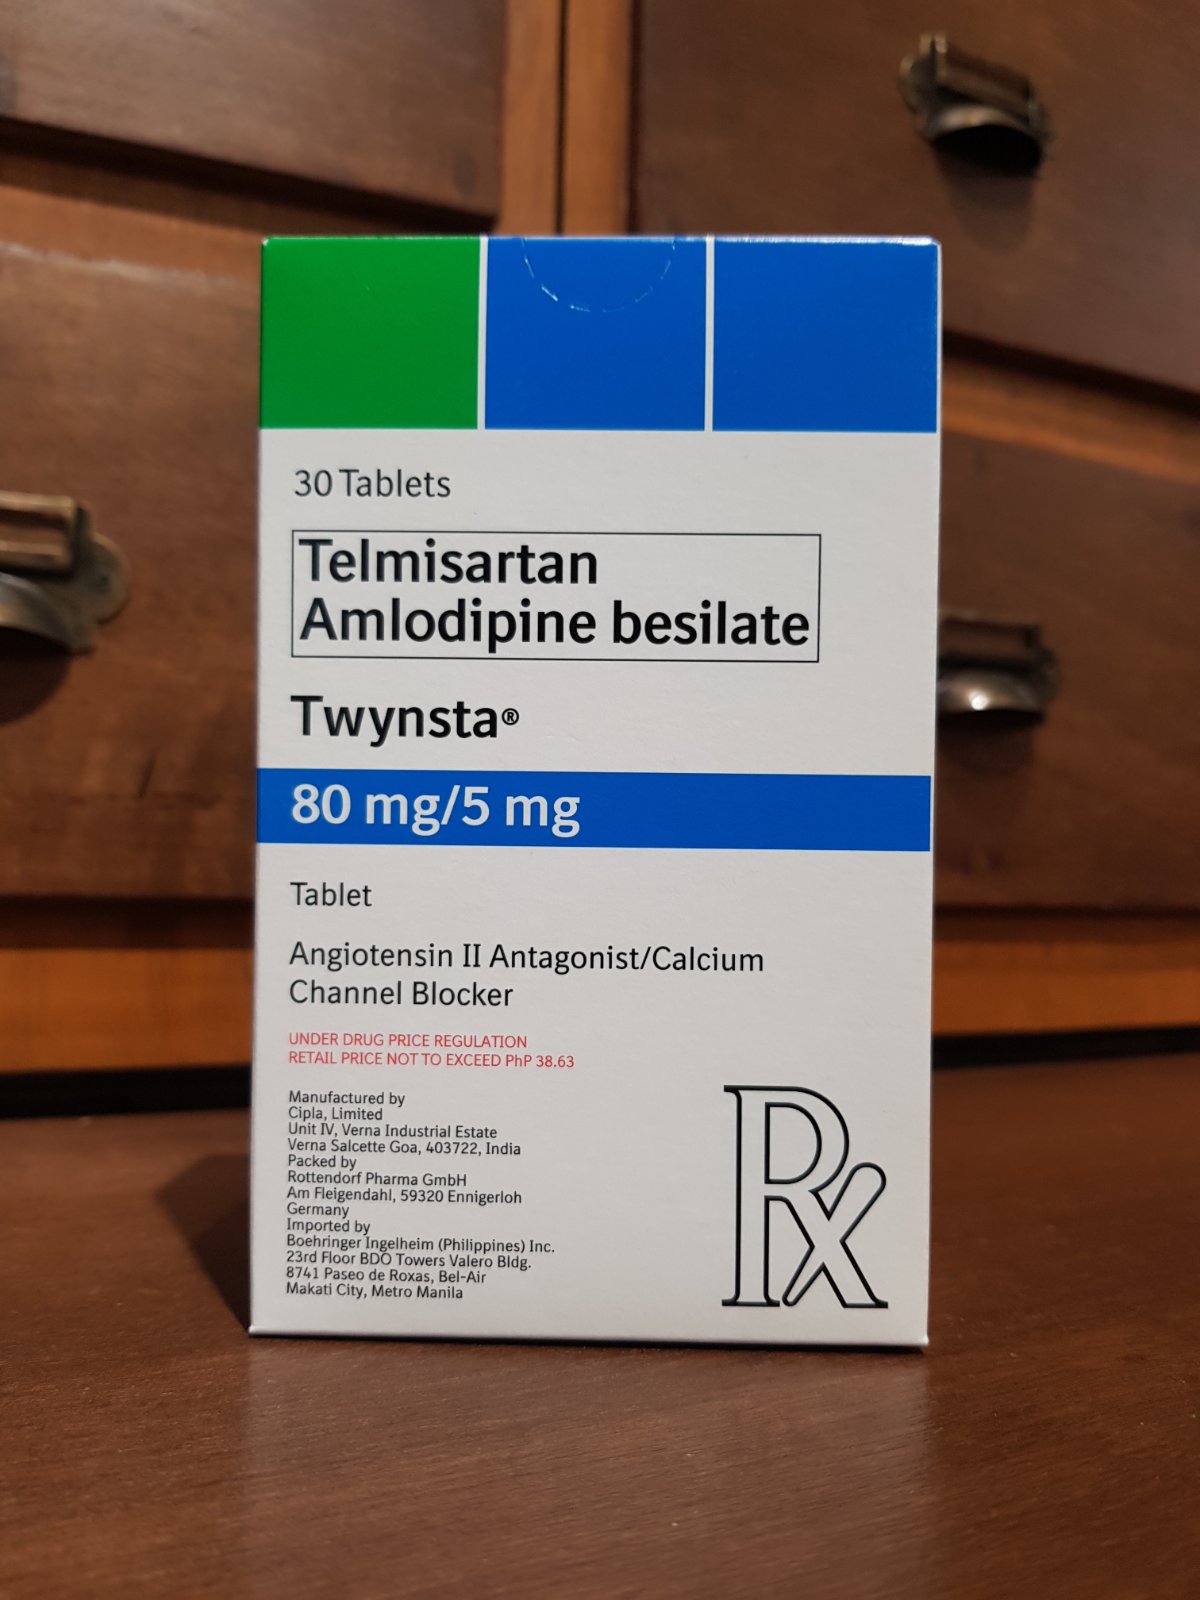 30 Tablets
Telmisartan
Amlodipine besilate
Twynsta®
80 mg/5 mg
Tablet
Angiotensin II Antagonist/Calcium
Channel Blocker
UNDER DRUG PRICE REGULATION
RETAIL PRICE NOT TO EXCEED PhP 38.63
Manufactured by
Cipla, Limited
Unit IV, Verna Industrial Estate
Verna Salcette Goa, 403722, India
Packed by
Rottendorf Pharma GmbH
Am Fleigendahl, 59320 Ennigerloh
Germany
Imported by
Boehringer Ingelheim (Philippines) Inc.
23rd Floor BDO Towers Valero Bldg.
8741 Paseo de Roxas, Bel-Air
Makati City, Metro Manila
Rx